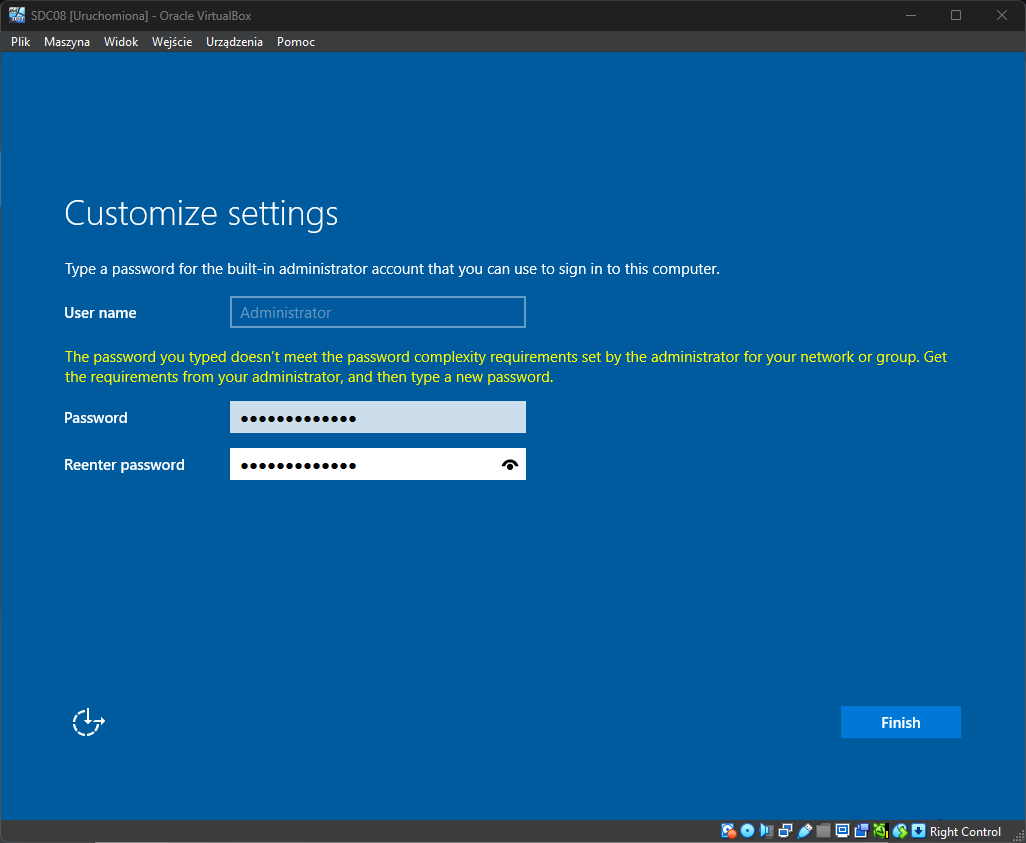 SDC08 [Uruchomiona] - Oracle VirtualBox
Plik Maszyna Widok Wejście Urządzenia Pomoc
Customize settings
Type a password for the built-in administrator account that you can use to sign in to this computer.
User name
Administrator
The password you typed doesn't meet the password complexity requirements set by the administrator for your network or group. Get
the requirements from your administrator, and then type a new password.
Password ●●●●●●●●●●●●●
Reenter password ●●●●●●●●●●●●●
Finish
Right Control